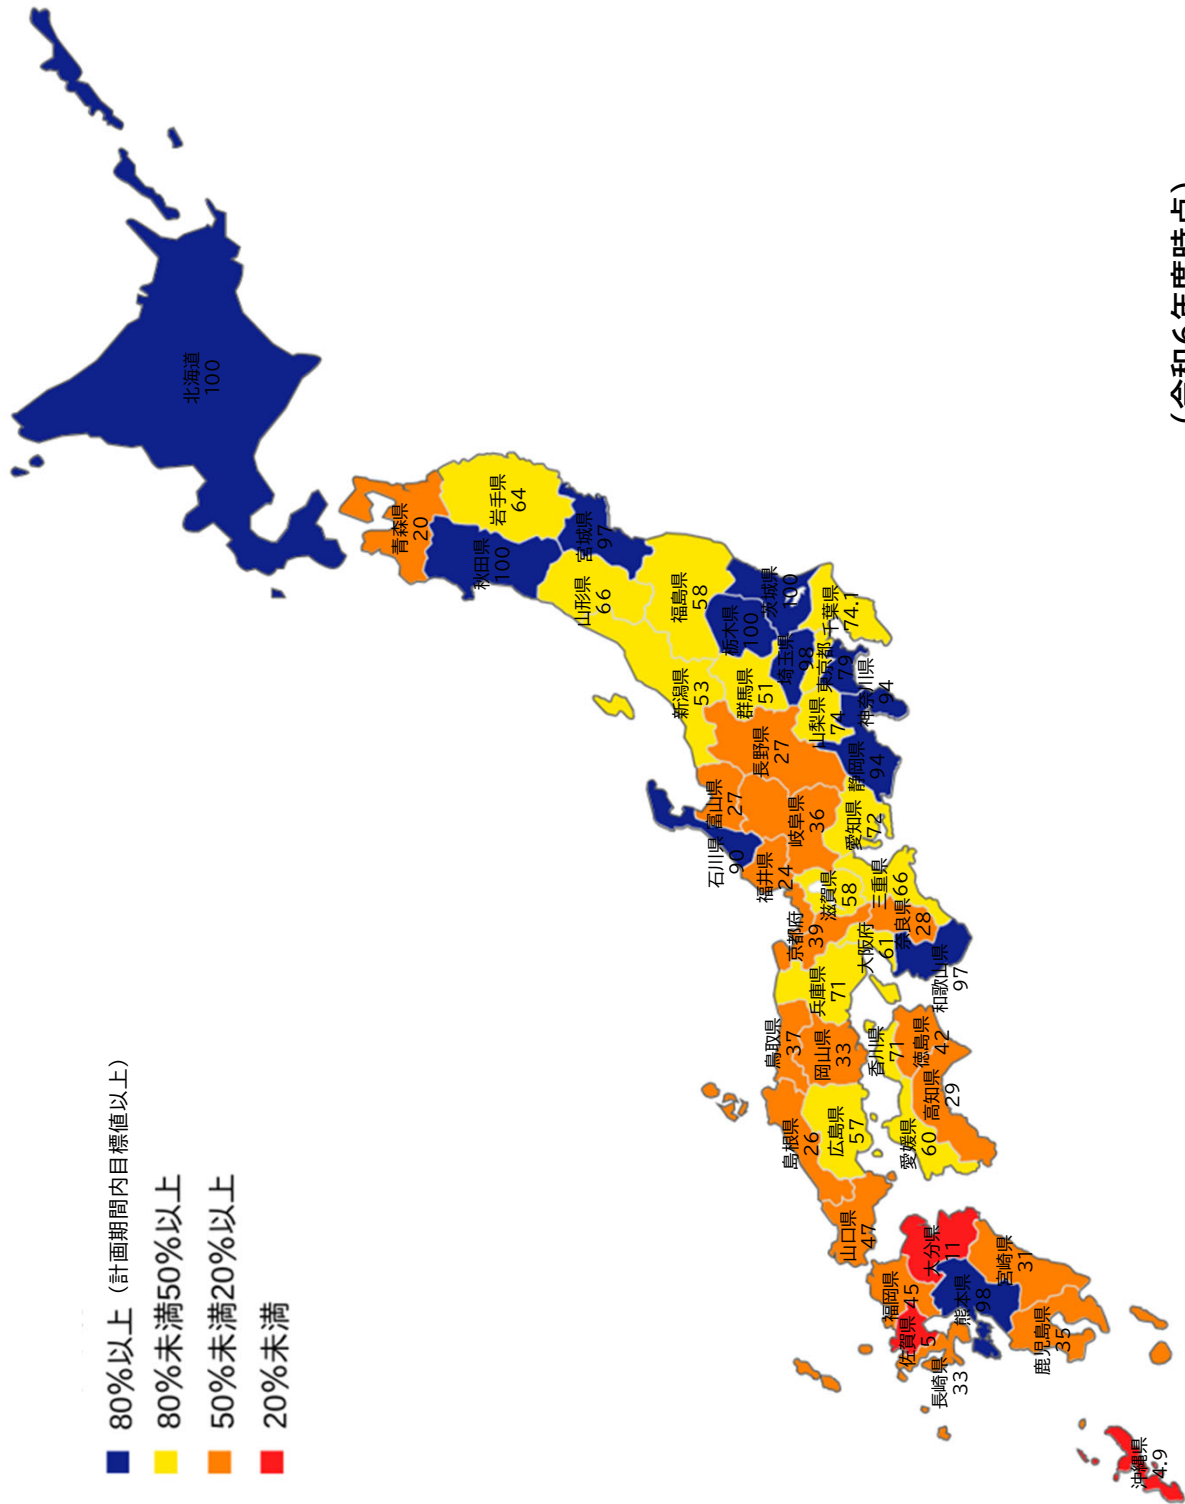 80%以上（計画期間内目標値以上）
80%未満50%以上
50%未満20%以上
20%未満
北海道
100
青森県
20
岩手県
64
秋田県
100
宮城県
97
山形県
66
福島県
58
茨城県
100
栃木県
100
群馬県
51
埼玉県
98
千葉県
74.1
東京都
79
神奈川県
94
新潟県
53
富山県
27
石川県
90
福井県
24
山梨県
74
長野県
27
岐阜県
36
静岡県
94
愛知県
72
三重県
66
滋賀県
58
京都府
39
大阪府
61
兵庫県
71
奈良県
28
和歌山県
97
鳥取県
37
島根県
26
岡山県
33
広島県
57
山口県
47
徳島県
42
香川県
71
愛媛県
60
高知県
29
福岡県
45
佐賀県
5
長崎県
33
熊本県
98
大分県
11
宮崎県
31
鹿児島県
35
沖縄県
4.9
（令和6年度時点）